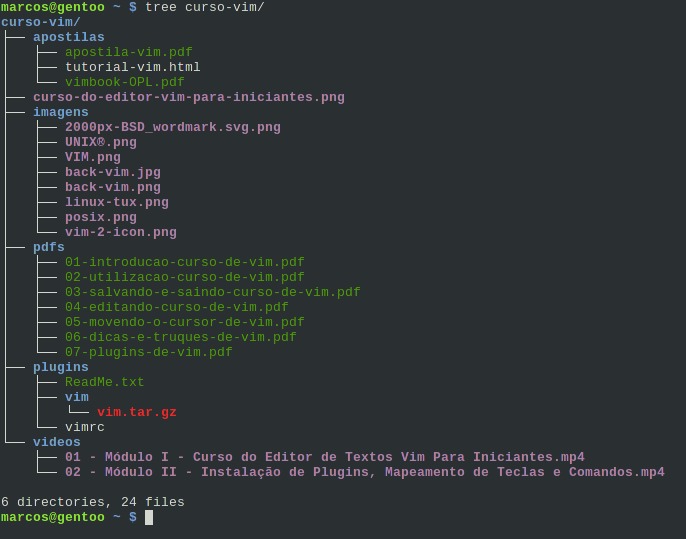 marcos@gentoo ~ $ tree curso-vim/
curso-vim/
├── apostilas
│   ├── apostila-vim.pdf
│   ├── tutorial-vim.html
│   └── vimbook-OPL.pdf
├── curso-do-editor-vim-para-iniciantes.png
├── imagens
│   ├── 2000px-BSD_wordmark.svg.png
│   ├── UNIX®.png
│   ├── VIM.png
│   ├── back-vim.jpg
│   ├── back-vim.png
│   ├── linux-tux.png
│   ├── posix.png
│   └── vim-2-icon.png
├── pdfs
│   ├── 01-introducao-curso-de-vim.pdf
│   ├── 02-utilizacao-curso-de-vim.pdf
│   ├── 03-salvando-e-saindo-curso-de-vim.pdf
│   ├── 04-editando-curso-de-vim.pdf
│   ├── 05-movendo-o-cursor-de-vim.pdf
│   ├── 06-dicas-e-truques-de-vim.pdf
│   └── 07-plugins-de-vim.pdf
├── plugins
│   ├── ReadMe.txt
│   ├── vim
│   │   └── vim.tar.gz
│   └── vimrc
└── videos
    ├── 01 - Módulo I - Curso do Editor de Textos Vim Para Iniciantes.mp4
    └── 02 - Módulo II - Instalação de Plugins, Mapeamento de Teclas e Comandos.mp4
6 directories, 24 files
marcos@gentoo ~ $